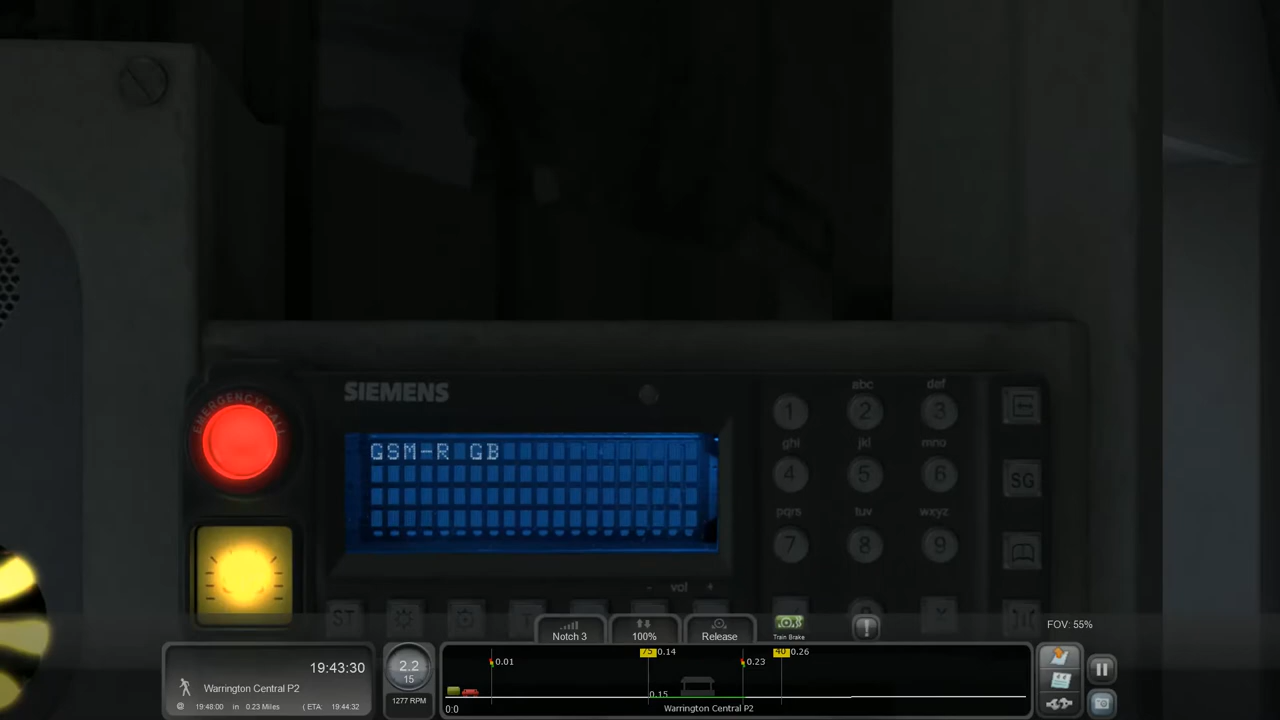 EMERGENCY CALL
SIEMENS
GSM-R GB
abc
def
1
2
3
ghi
jkl
mno
4
5
6
SG
pqrs
tuv
wxyz
7
8
9
- vol +
ST
FOV: 55%
Notch 3
100%
Release
Train Brake
19:43:30
Warrington Central P2
@ 19:48:00 in 0.23 Miles ( ETA: 19:44:32
2.2
15
1277 RPM
75 0.14
40 0.26
0.01
0.23
0.15
0:0
Warrington Central P2